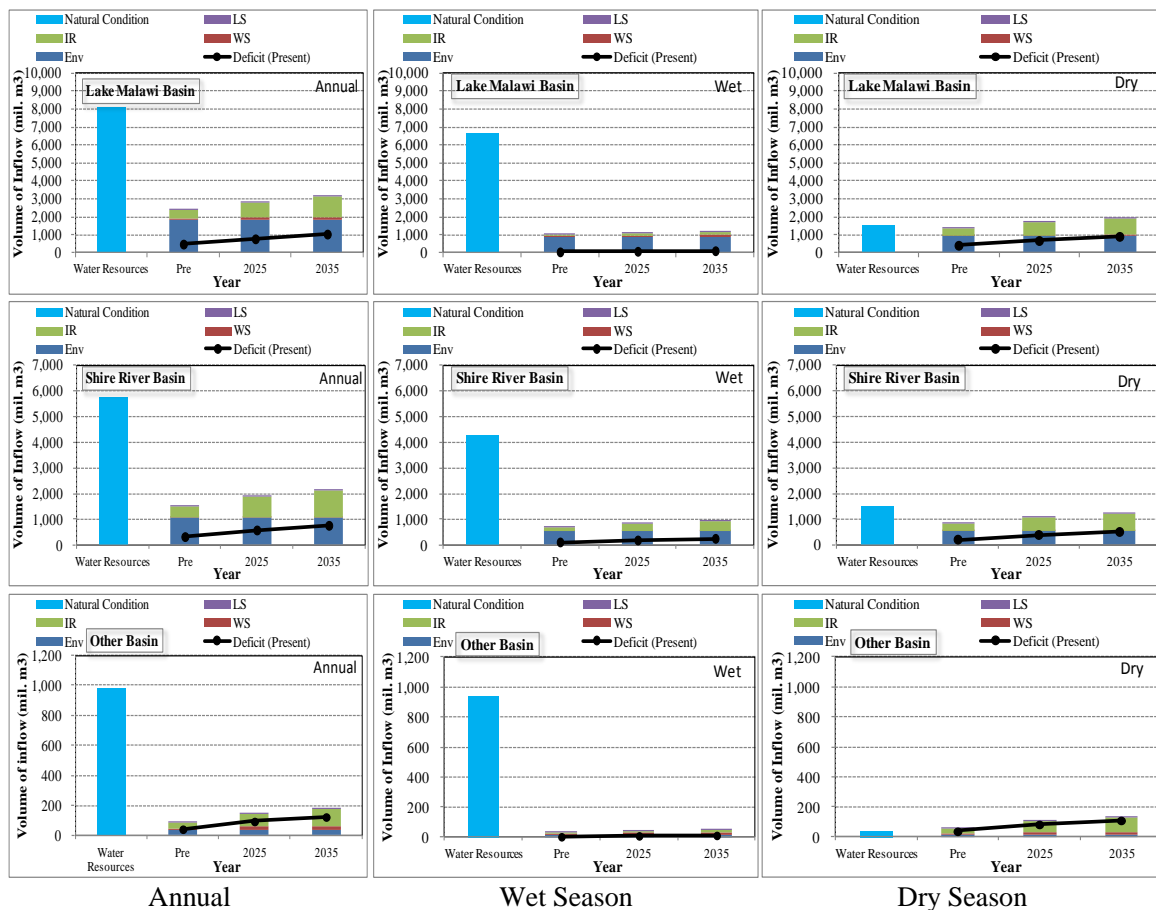 Natural Condition LS
IR WS
Env Deficit (Present)
Volume of Inflow (mil. m3)
10,000
9,000
8,000
7,000
6,000
5,000
4,000
3,000
2,000
1,000
0
Lake Malawi Basin
Annual
Water Resources Pre 2025 2035
Year
Natural Condition LS
IR WS
Env Deficit (Present)
Volume of Inflow (mil. m3)
10,000
9,000
8,000
7,000
6,000
5,000
4,000
3,000
2,000
1,000
0
Lake Malawi Basin
Wet
Water Resources Pre 2025 2035
Year
Natural Condition LS
IR WS
Env Deficit (Present)
Volume of Inflow (mil. m3)
10,000
9,000
8,000
7,000
6,000
5,000
4,000
3,000
2,000
1,000
0
Lake Malawi Basin
Dry
Water Resources Pre 2025 2035
Year
Natural Condition LS
IR WS
Env Deficit (Present)
Volume of Inflow (mil. m3)
7,000
6,000
5,000
4,000
3,000
2,000
1,000
0
Shire River Basin
Annual
Water Resources Pre 2025 2035
Year
Natural Condition LS
IR WS
Env Deficit (Present)
Volume of Inflow (mil. m3)
7,000
6,000
5,000
4,000
3,000
2,000
1,000
0
Shire River Basin
Wet
Water Resources Pre 2025 2035
Year
Natural Condition LS
IR WS
Env Deficit (Present)
Volume of Inflow (mil. m3)
7,000
6,000
5,000
4,000
3,000
2,000
1,000
0
Shire River Basin
Dry
Water Resources Pre 2025 2035
Year
Natural Condition LS
IR WS
Env Deficit (Present)
Volume of inflow (mil. m3)
1,200
1,000
800
600
400
200
0
Other Basin
Annual
Water Pre 2025 2035
Resources
Year
Natural Condition LS
IR WS
Env Deficit (Present)
Volume of Inflow (mil. m3)
1,200
1,000
800
600
400
200
0
Other Basin
Wet
Water Resources Pre 2025 2035
Year
Natural Condition LS
IR WS
Env Deficit (Present)
Volume of Inflow (mil. m3)
1,200
1,000
800
600
400
200
0
Other Basin
Dry
Water Resources Pre 2025 2035
Year
Annual Wet Season Dry Season